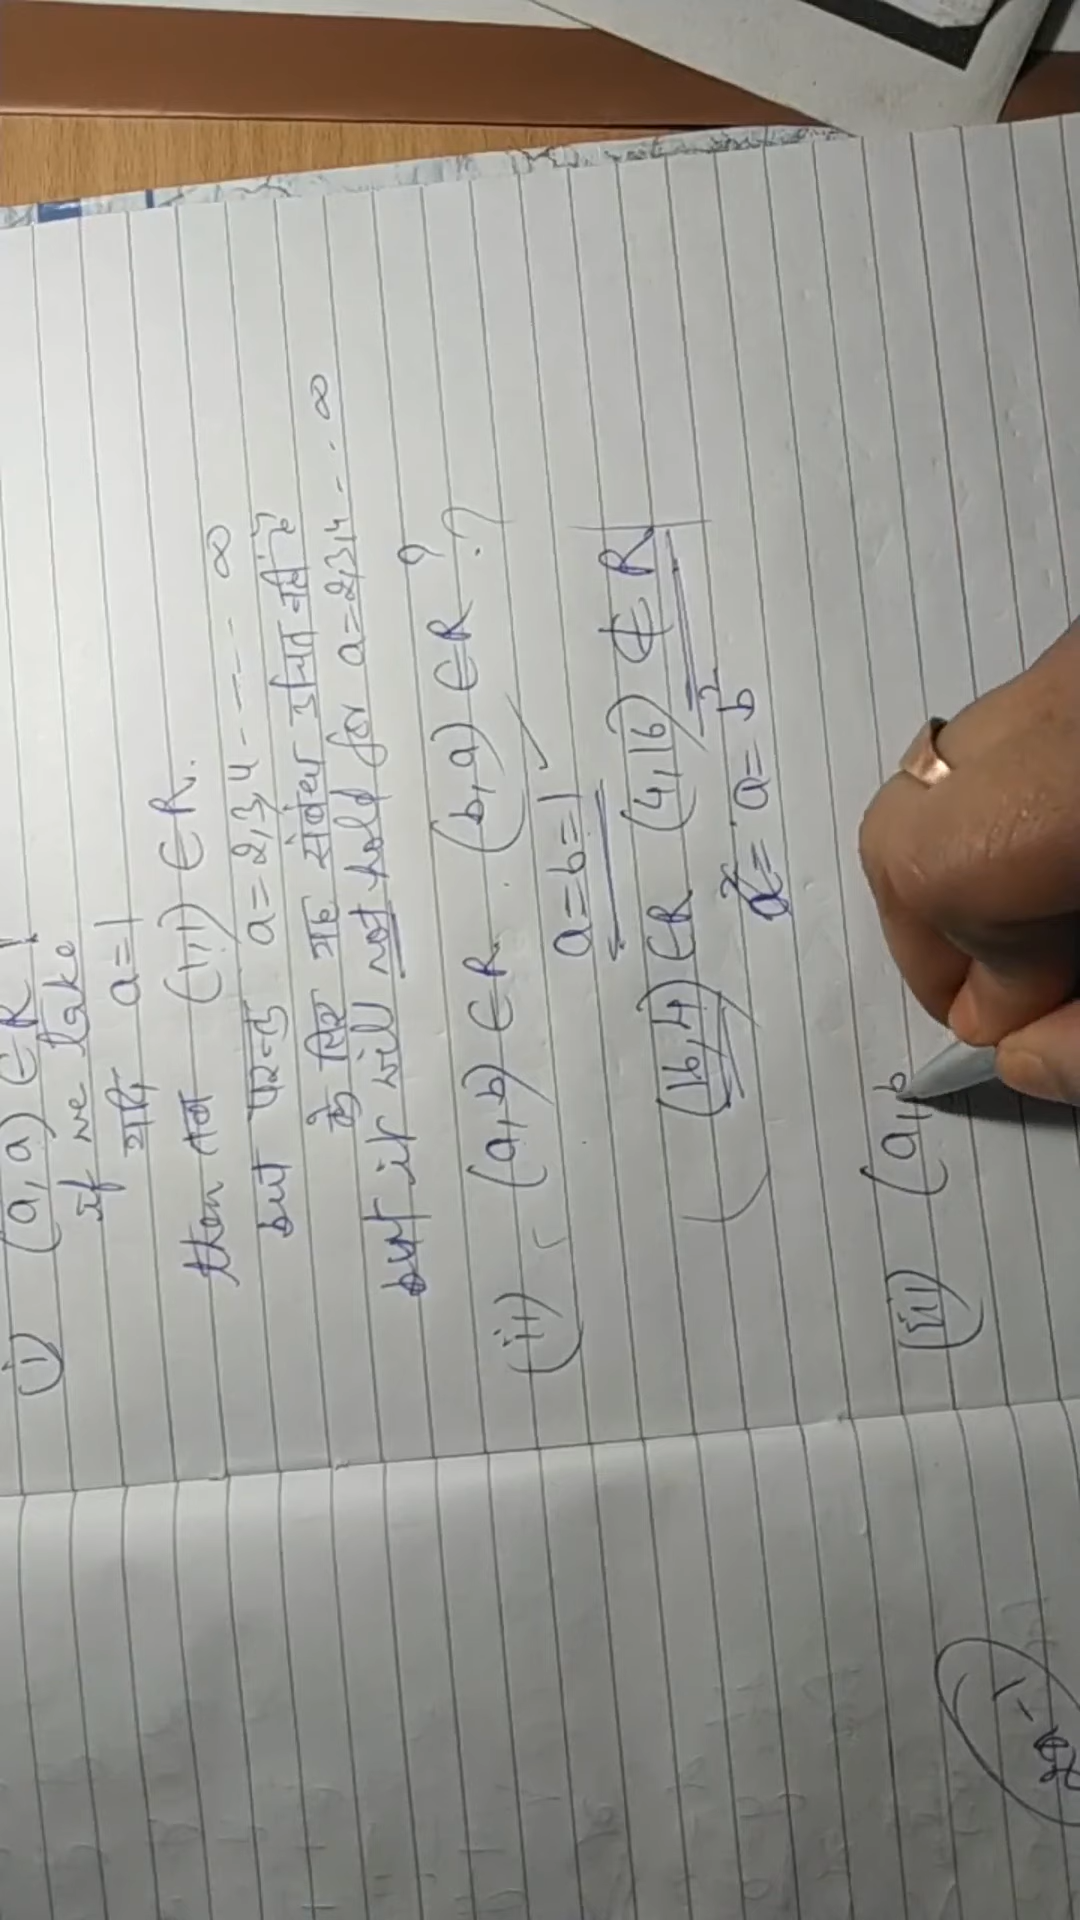 (i) (a, a) ∈ R !
if we take
यदि a=1
then तब (1,1) ∈ R.
but परन्तु a=2,3,4 - - - - ∞
के लिए यह संबंध उचित नहीं है
but it will not hold for a=2,3,4 - . . ∞
(ii) (a, b) ∈ R . (b, a) ∈ R ?
a=b=1
(16,4) ∈ R (4,16) ∉ R
a = b²
(iii) (a, b